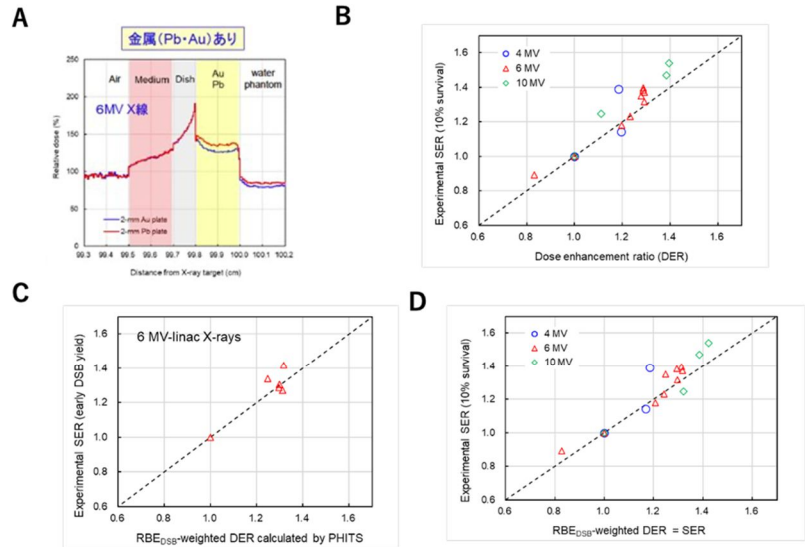 A
金属(Pb・Au)あり
Air
Medium
Dish
Au
Pb
water
phantom
6MV X線
Relative dose (%)
250
200
150
100
50
0
2-mm Au plate
2-mm Pb plate
99.3 99.4 99.5 99.6 99.7 99.8 99.9 100.0 100.1 100.2
Distance from X-ray target (cm)
B
Experimental SER (10% survival)
1.6
1.4
1.2
1.0
0.8
0.6
4 MV
6 MV
10 MV
0.6 0.8 1.0 1.2 1.4 1.6
Dose enhancement ratio (DER)
C
Experimental SER (early DSB yield)
6 MV-linac X-rays
1.6
1.4
1.2
1.0
0.8
0.6
0.6 0.8 1.0 1.2 1.4 1.6
RBEDSB-weighted DER calculated by PHITS
D
Experimental SER (10% survival)
1.6
1.4
1.2
1.0
0.8
0.6
4 MV
6 MV
10 MV
0.6 0.8 1.0 1.2 1.4 1.6
RBEDSB-weighted DER = SER